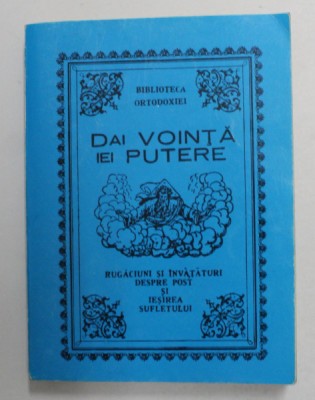 BIBLIOTECA
ORTODOXIEI
DAI VOINȚĂ
IEI PUTERE
RUGĂCIUNI ȘI ÎNVĂȚĂTURI
DESPRE POST
ȘI
IEȘIREA
SUFLETULUI